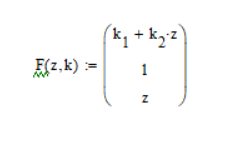 F(z,k) := 
k₁ + k₂·z
1
z